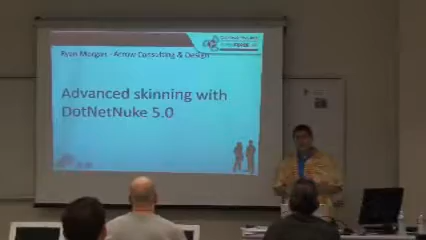 Ryan Morgan - Arrow Consulting & Design
Advanced skinning with
DotNetNuke 5.0